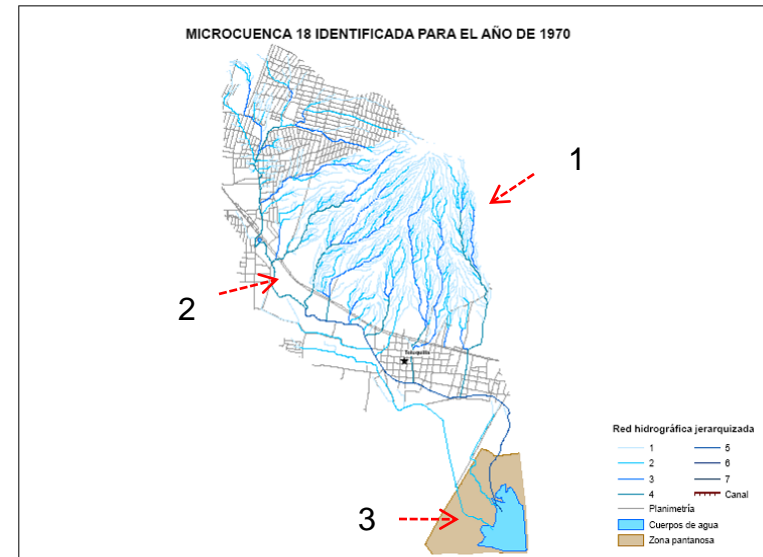 MICROCUENCA 18 IDENTIFICADA PARA EL AÑO DE 1970
1
2
3
Red hidrográfica jerarquizada
1
2
3
4
5
6
7
Canal
Planimetría
Cuerpos de agua
Zona pantanosa